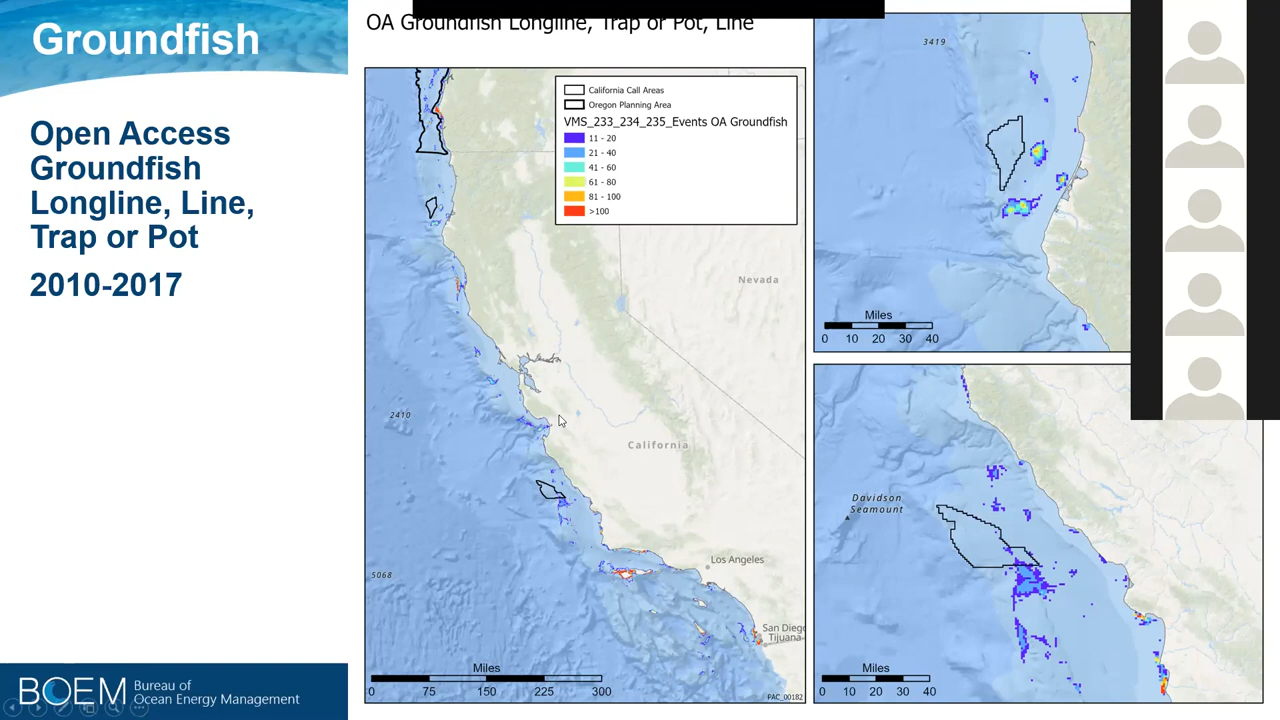 Groundfish
Open Access
Groundfish
Longline, Line,
Trap or Pot
2010-2017
BOEM Bureau of
Ocean Energy Management
OA Groundfish Longline, Trap or Pot, Line
California Call Areas
Oregon Planning Area
VMS_233_234_235_Events OA Groundfish
11 - 20
21 - 40
41 - 60
61 - 80
81 - 100
>100
Nevada
2410
California
5068
Los Angeles
San Diego
Tijuana
Miles
0 75 150 225 300
PAC_00182
3419
Miles
0 10 20 30 40
Davidson
Seamount
Miles
0 10 20 30 40